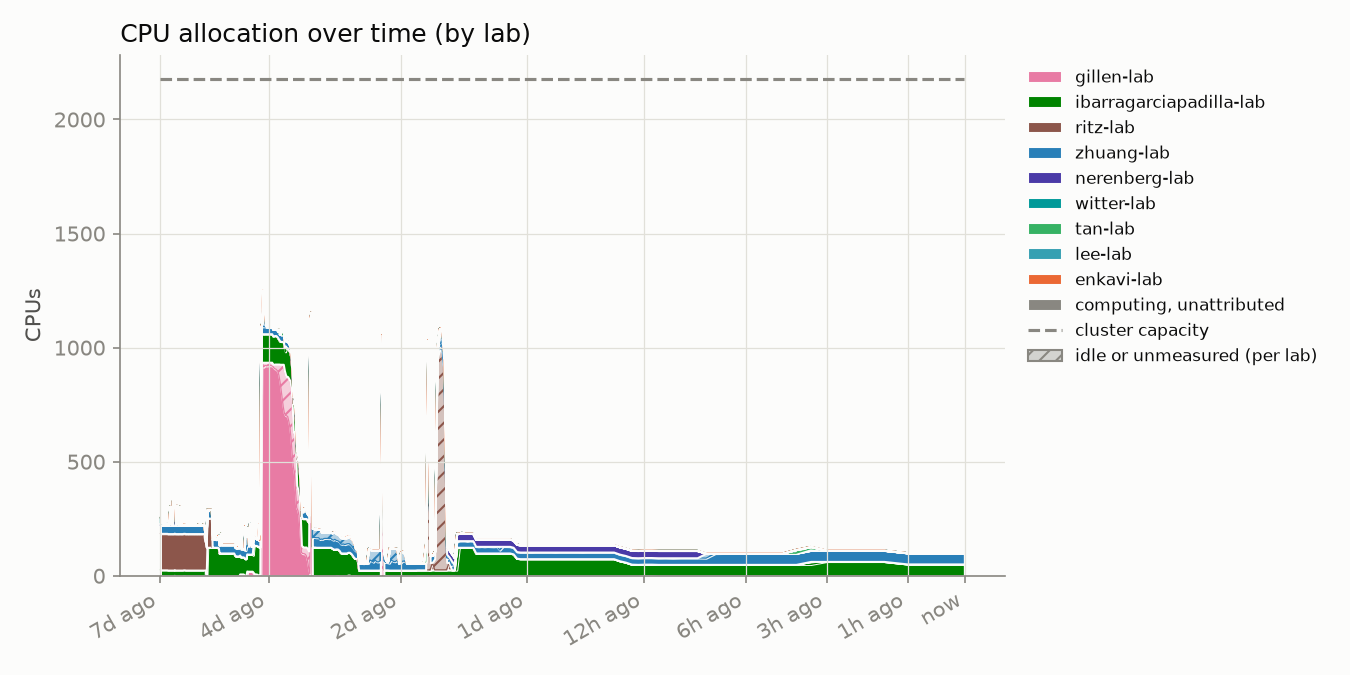 CPU allocation over time (by lab)
CPUs
2000
1500
1000
500
0
7d ago
4d ago
2d ago
1d ago
12h ago
6h ago
3h ago
1h ago
now
gillen-lab
ibarragarciapadilla-lab
ritz-lab
zhuang-lab
nerenberg-lab
witter-lab
tan-lab
lee-lab
enkavi-lab
computing, unattributed
cluster capacity
idle or unmeasured (per lab)